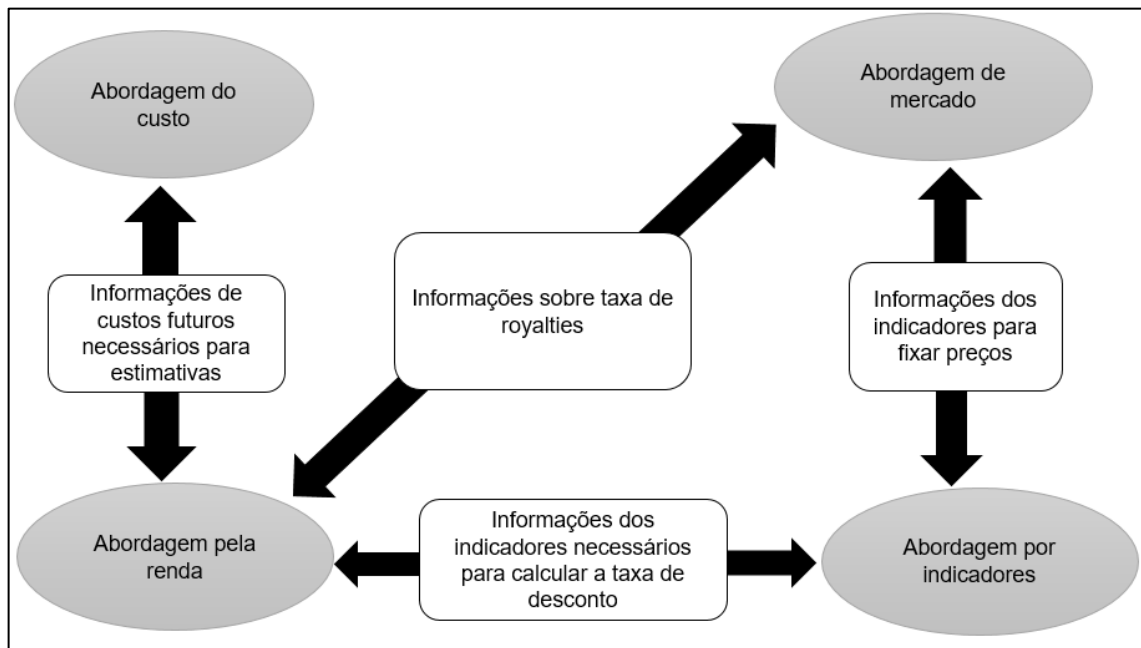 Abordagem do
custo
Abordagem de
mercado
Informações de
custos futuros
necessários para
estimativas
Informações sobre taxa de
royalties
Informações dos
indicadores para
fixar preços
Abordagem pela
renda
Informações dos
indicadores necessários
para calcular a taxa de
desconto
Abordagem por
indicadores